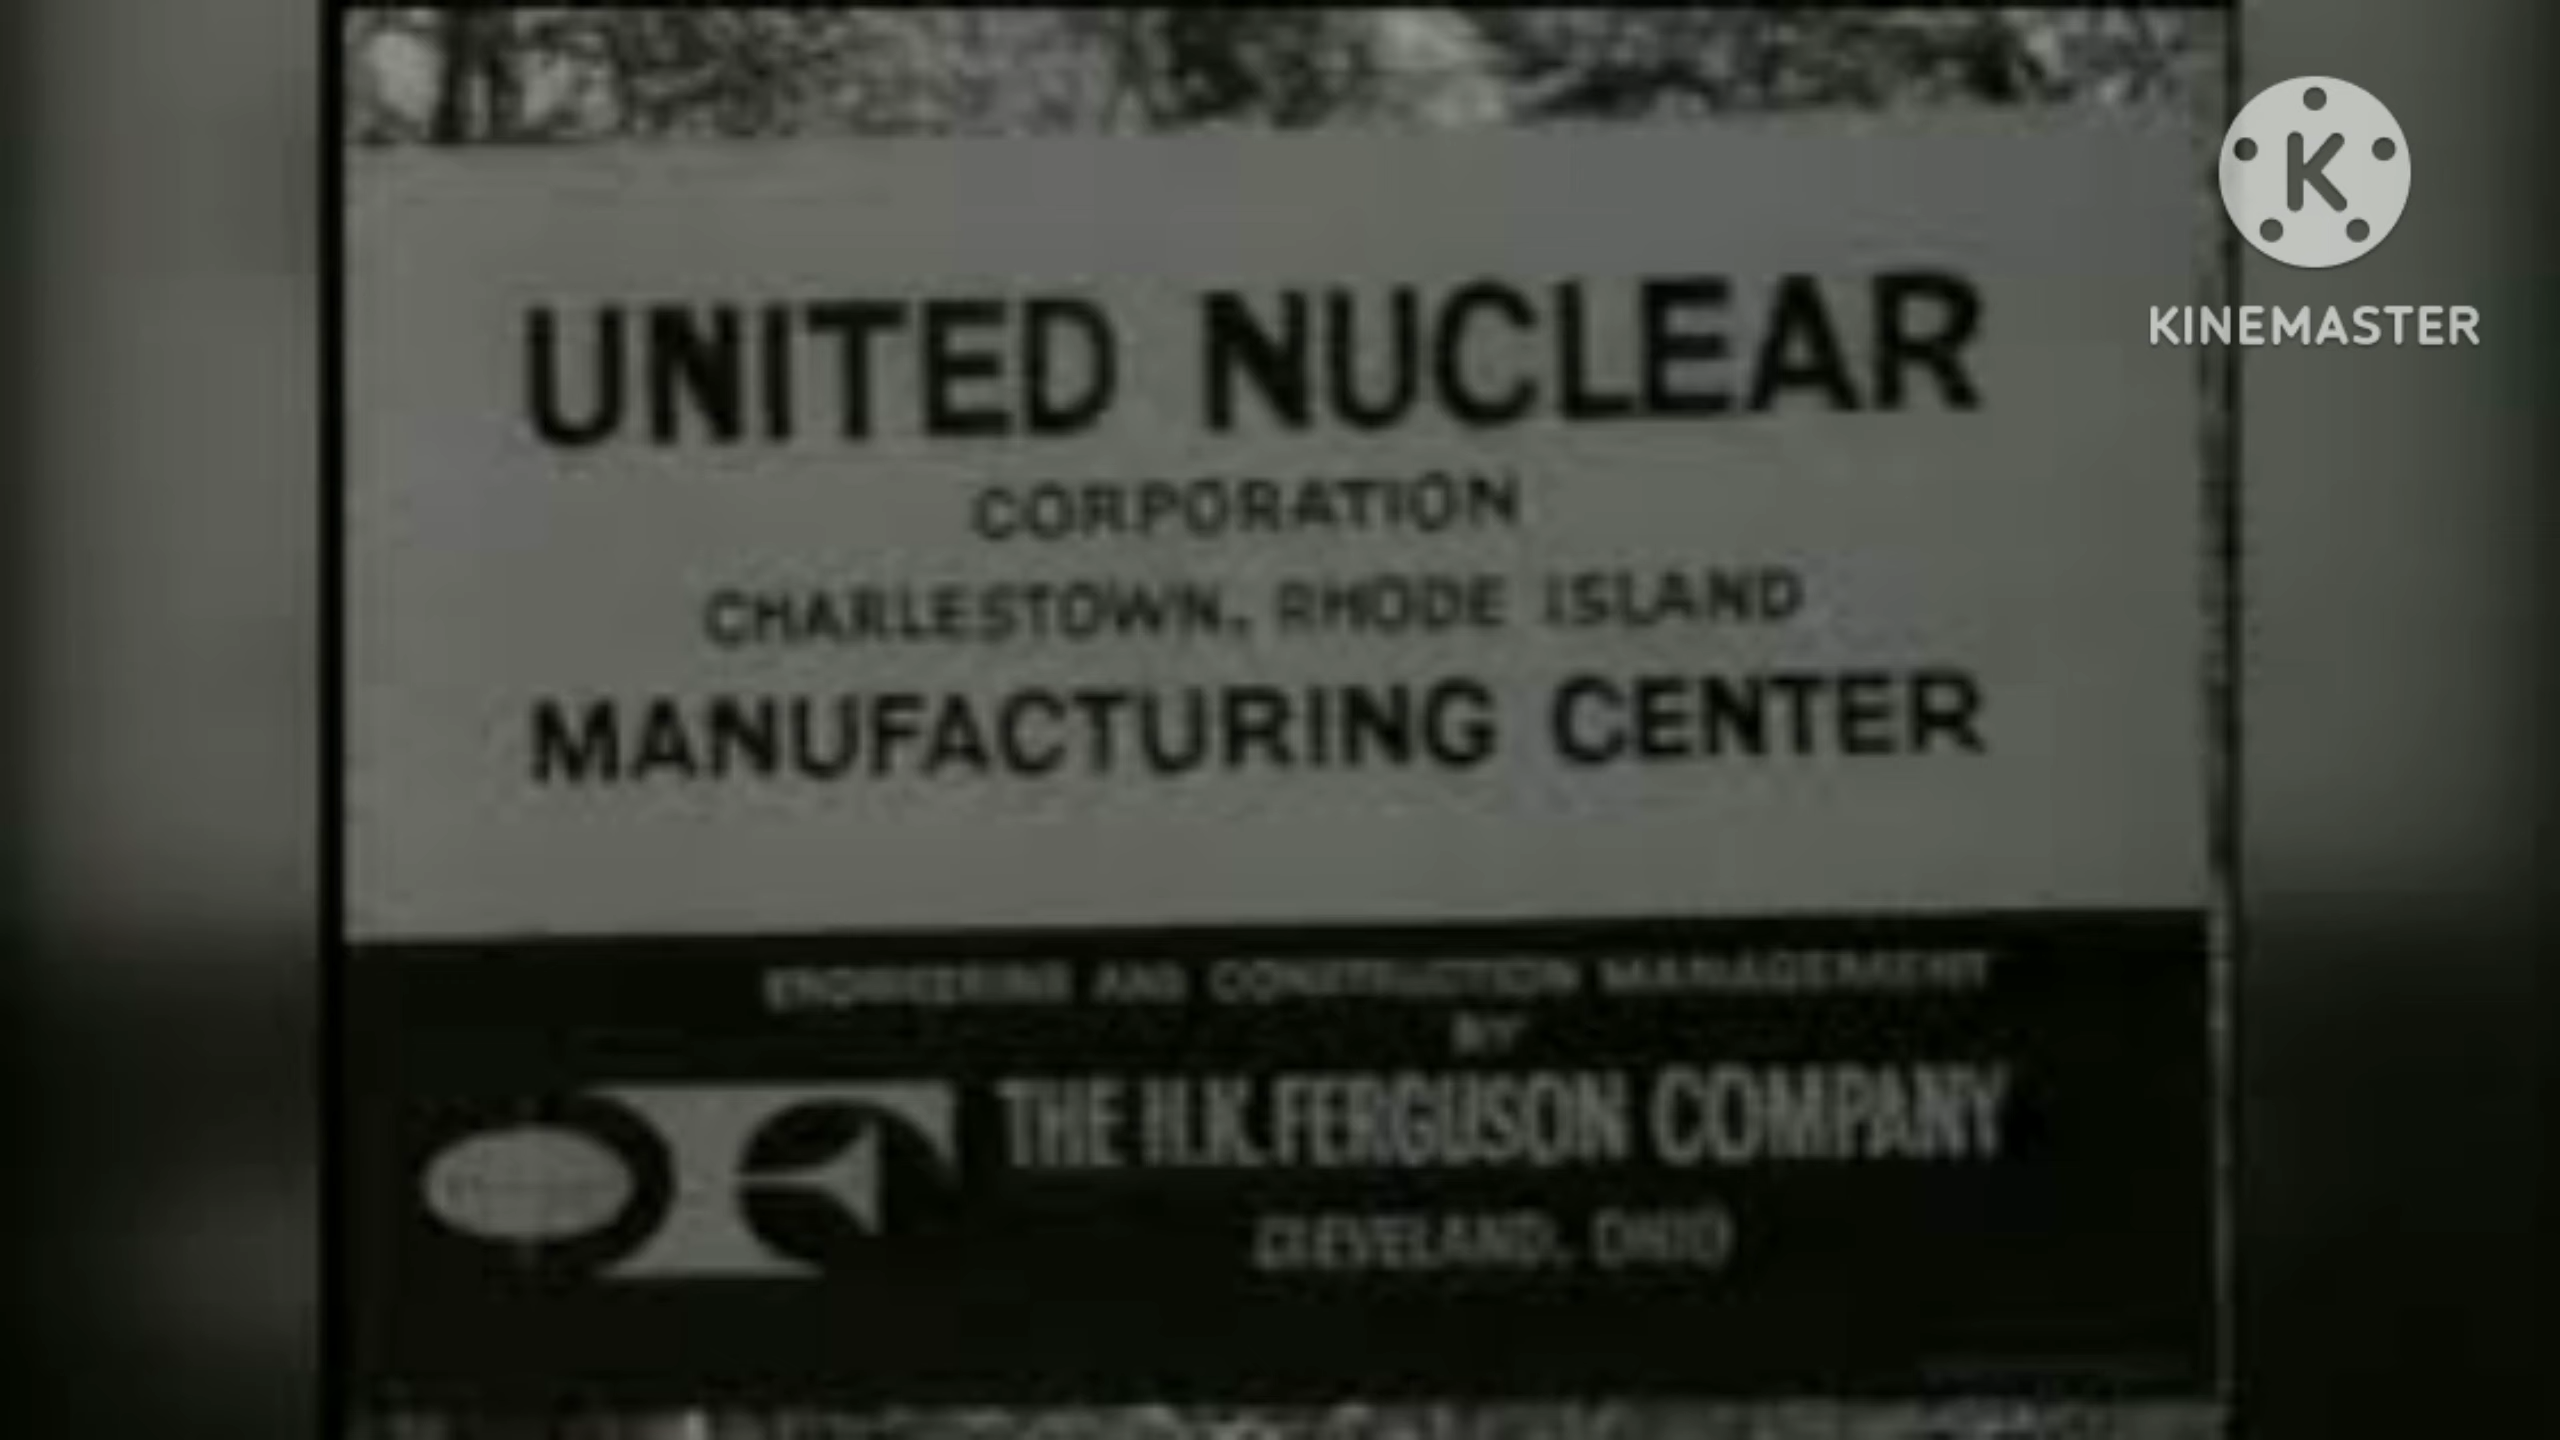 UNITED NUCLEAR
CORPORATION
CHARLESTOWN, RHODE ISLAND
MANUFACTURING CENTER
ENGINEERING AND CONSTRUCTION MANAGEMENT
BY
THE H.K. FERGUSON COMPANY
CLEVELAND, OHIO
K
KINEMASTER